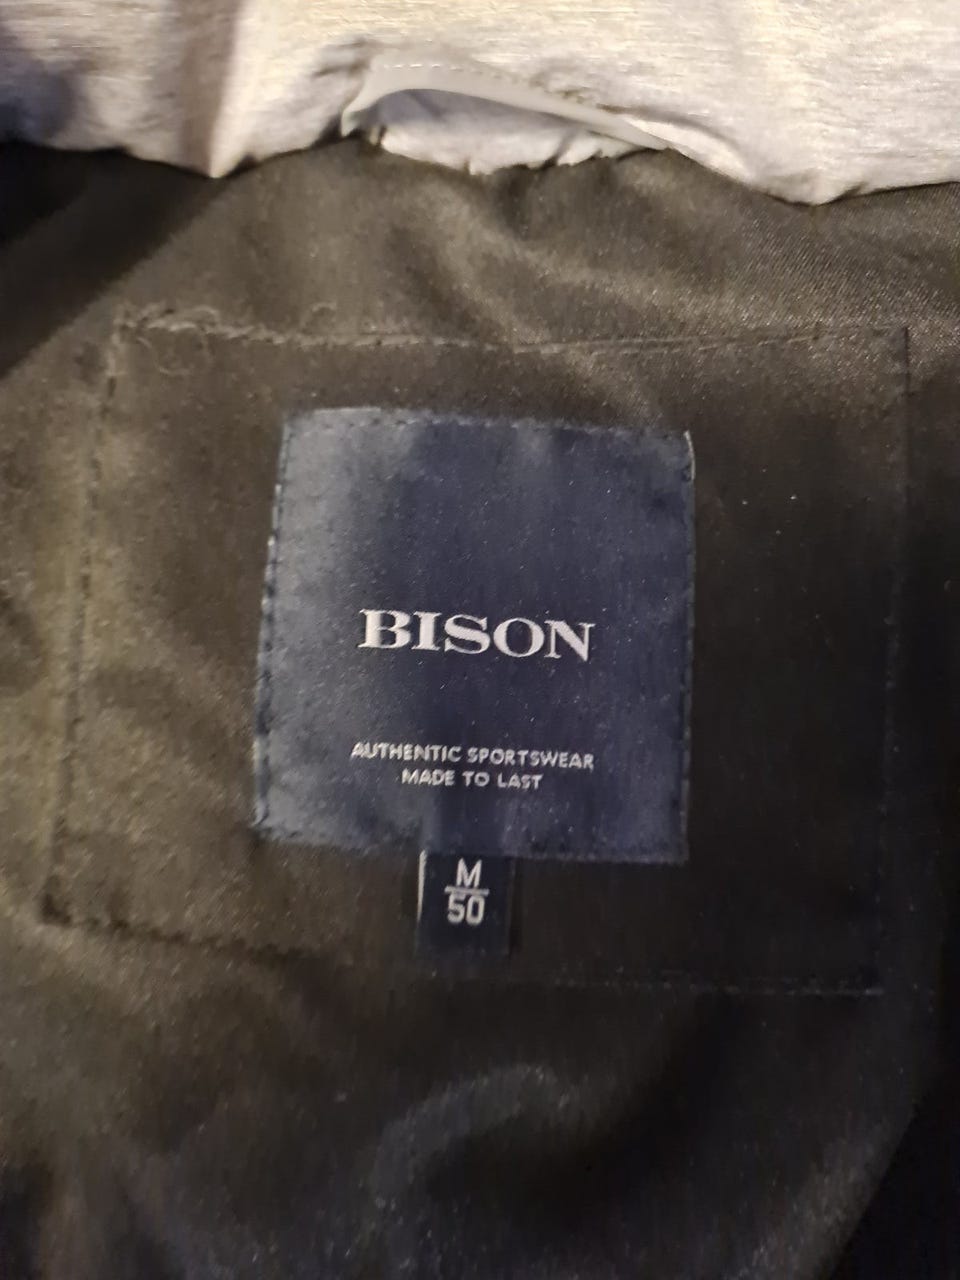 BISON
AUTHENTIC SPORTSWEAR
MADE TO LAST
M
50